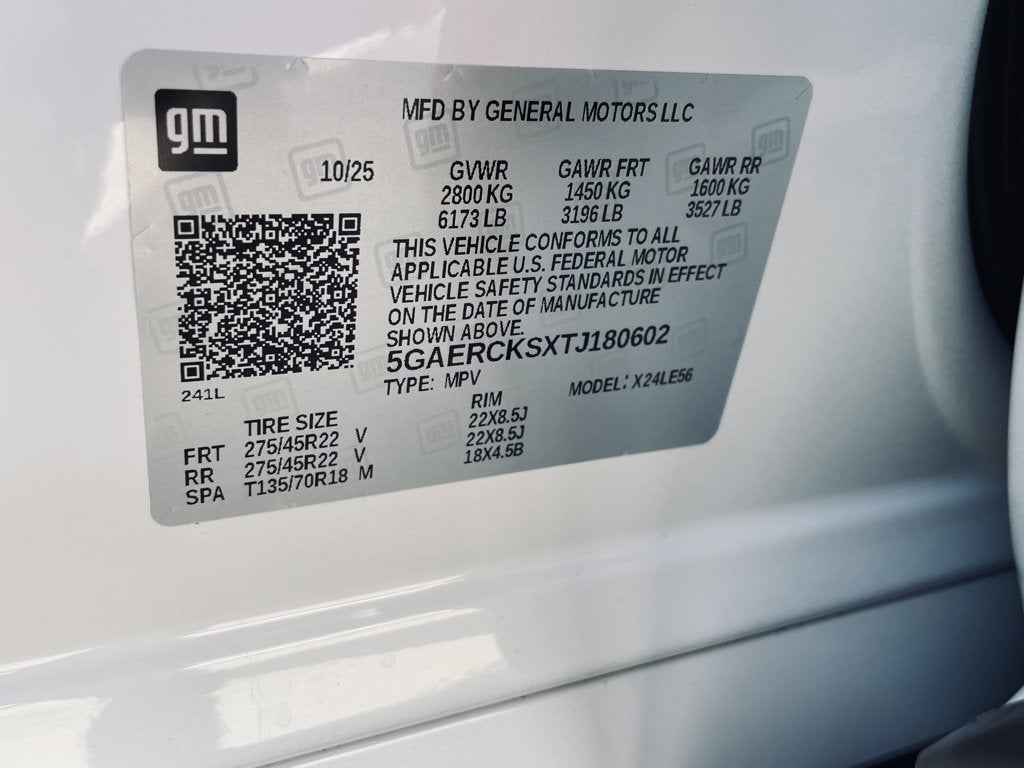 gm
MFD BY GENERAL MOTORS LLC
10/25 GVWR GAWR FRT GAWR RR
2800 KG 1450 KG 1600 KG
6173 LB 3196 LB 3527 LB
THIS VEHICLE CONFORMS TO ALL
APPLICABLE U.S. FEDERAL MOTOR
VEHICLE SAFETY STANDARDS IN EFFECT
ON THE DATE OF MANUFACTURE
SHOWN ABOVE.
5GAERCKSXTJ180602
TYPE: MPV MODEL: X24LE56
241L
TIRE SIZE RIM
FRT 275/45R22 V 22X8.5J
RR 275/45R22 V 22X8.5J
SPA T135/70R18 M 18X4.5B